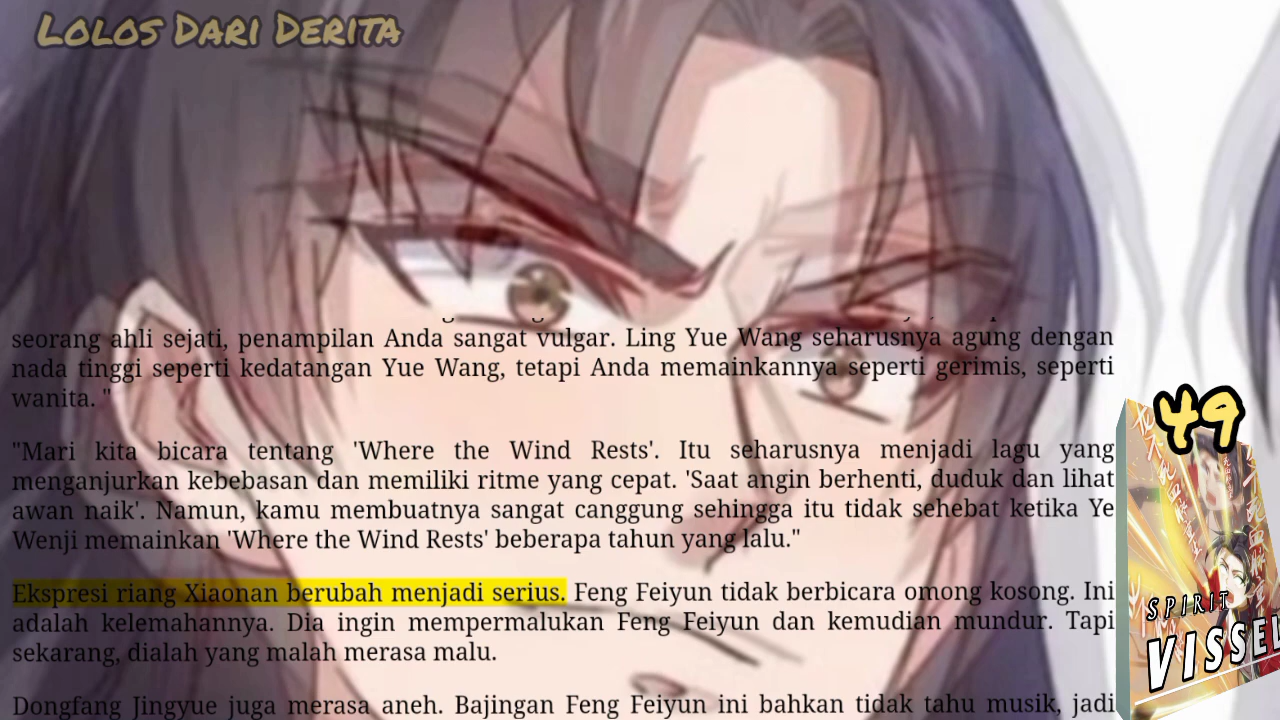 LOLOS DARI DERITA
seorang ahli sejati, penampilan Anda sangat vulgar. Ling Yue Wang seharusnya agung dengan
nada tinggi seperti kedatangan Yue Wang, tetapi Anda memainkannya seperti gerimis, seperti
wanita. "
"Mari kita bicara tentang 'Where the Wind Rests'. Itu seharusnya menjadi lagu yang
menganjurkan kebebasan dan memiliki ritme yang cepat. 'Saat angin berhenti, duduk dan lihat
awan naik'. Namun, kamu membuatnya sangat canggung sehingga itu tidak sehebat ketika Ye
Wenji memainkan 'Where the Wind Rests' beberapa tahun yang lalu."
Ekspresi riang Xiaonan berubah menjadi serius. Feng Feiyun tidak berbicara omong kosong. Ini
adalah kelemahannya. Dia ingin mempermalukan Feng Feiyun dan kemudian mundur. Tapi
sekarang, dialah yang malah merasa malu.
Dongfang Jingyue juga merasa aneh. Bajingan Feng Feiyun ini bahkan tidak tahu musik, jadi
49
SPIRIT
VISSEL